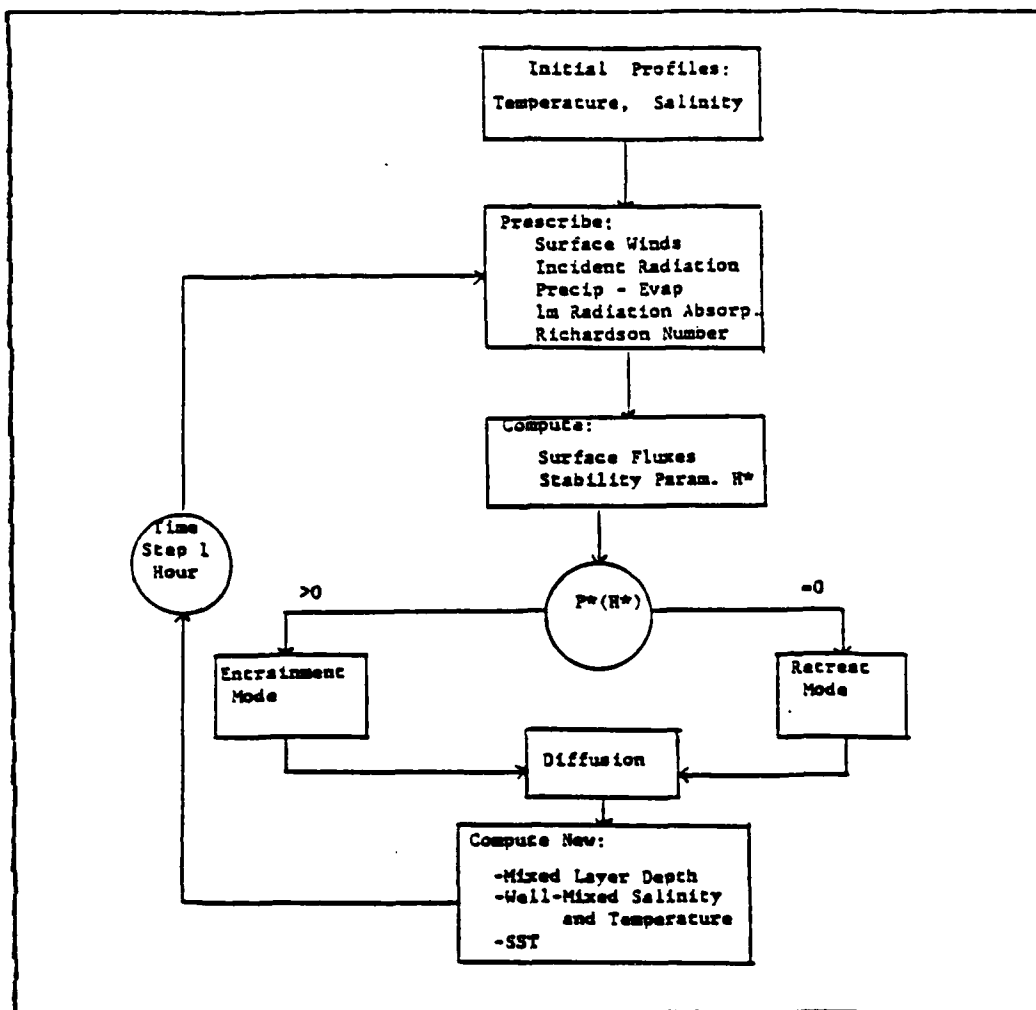 Initial Profiles:
Temperature, Salinity
Prescribe:
Surface Winds
Incident Radiation
Precip - Evap
1m Radiation Absorp.
Richardson Number
Compute:
Surface Fluxes
Stability Param. H*
Time
Step 1
Hour
>0
P*(H*)
=0
Entrainment
Mode
Retreat
Mode
Diffusion
Compute New:
-Mixed Layer Depth
-Well-Mixed Salinity
and Temperature
-SST